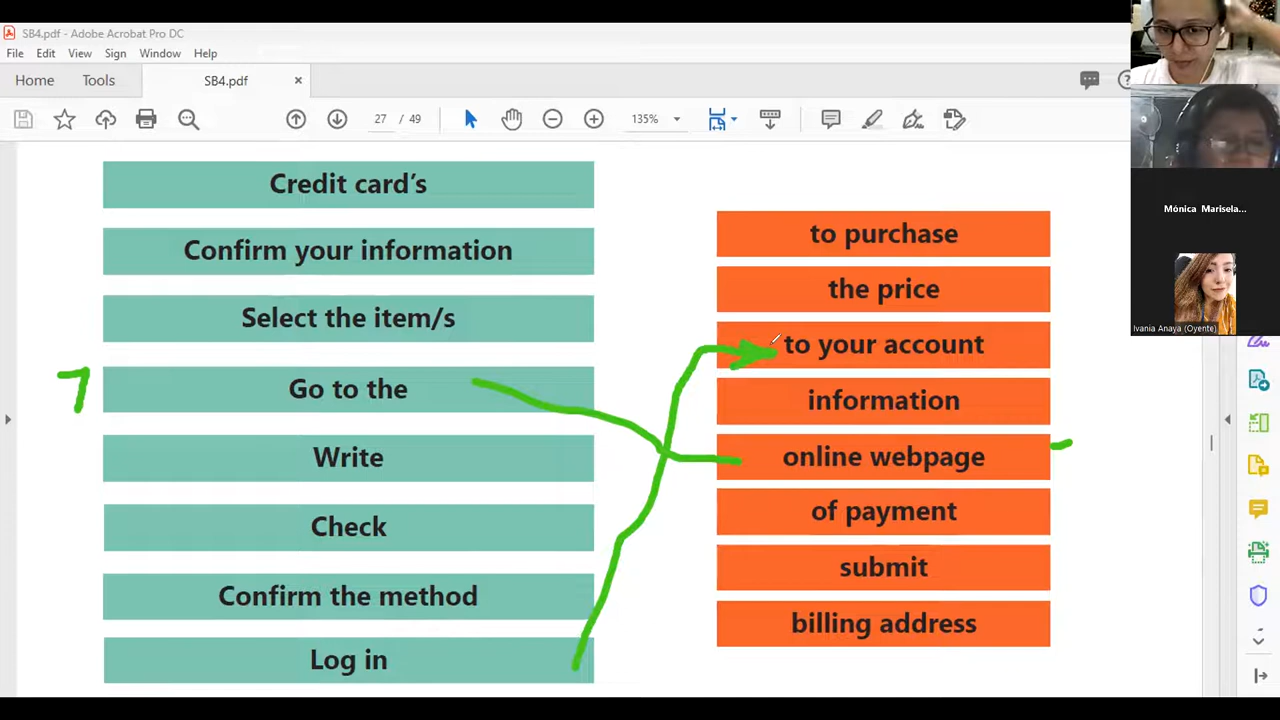 SB4.pdf - Adobe Acrobat Pro DC
File Edit View Sign Window Help
Home Tools SB4.pdf ×
27 / 49 135%
Credit card's
Confirm your information
Select the item/s
Go to the
Write
Check
Confirm the method
Log in
to purchase
the price
to your account
information
online webpage
of payment
submit
billing address
1
Mónica Marisela...
Ivania Anaya (Oyente)